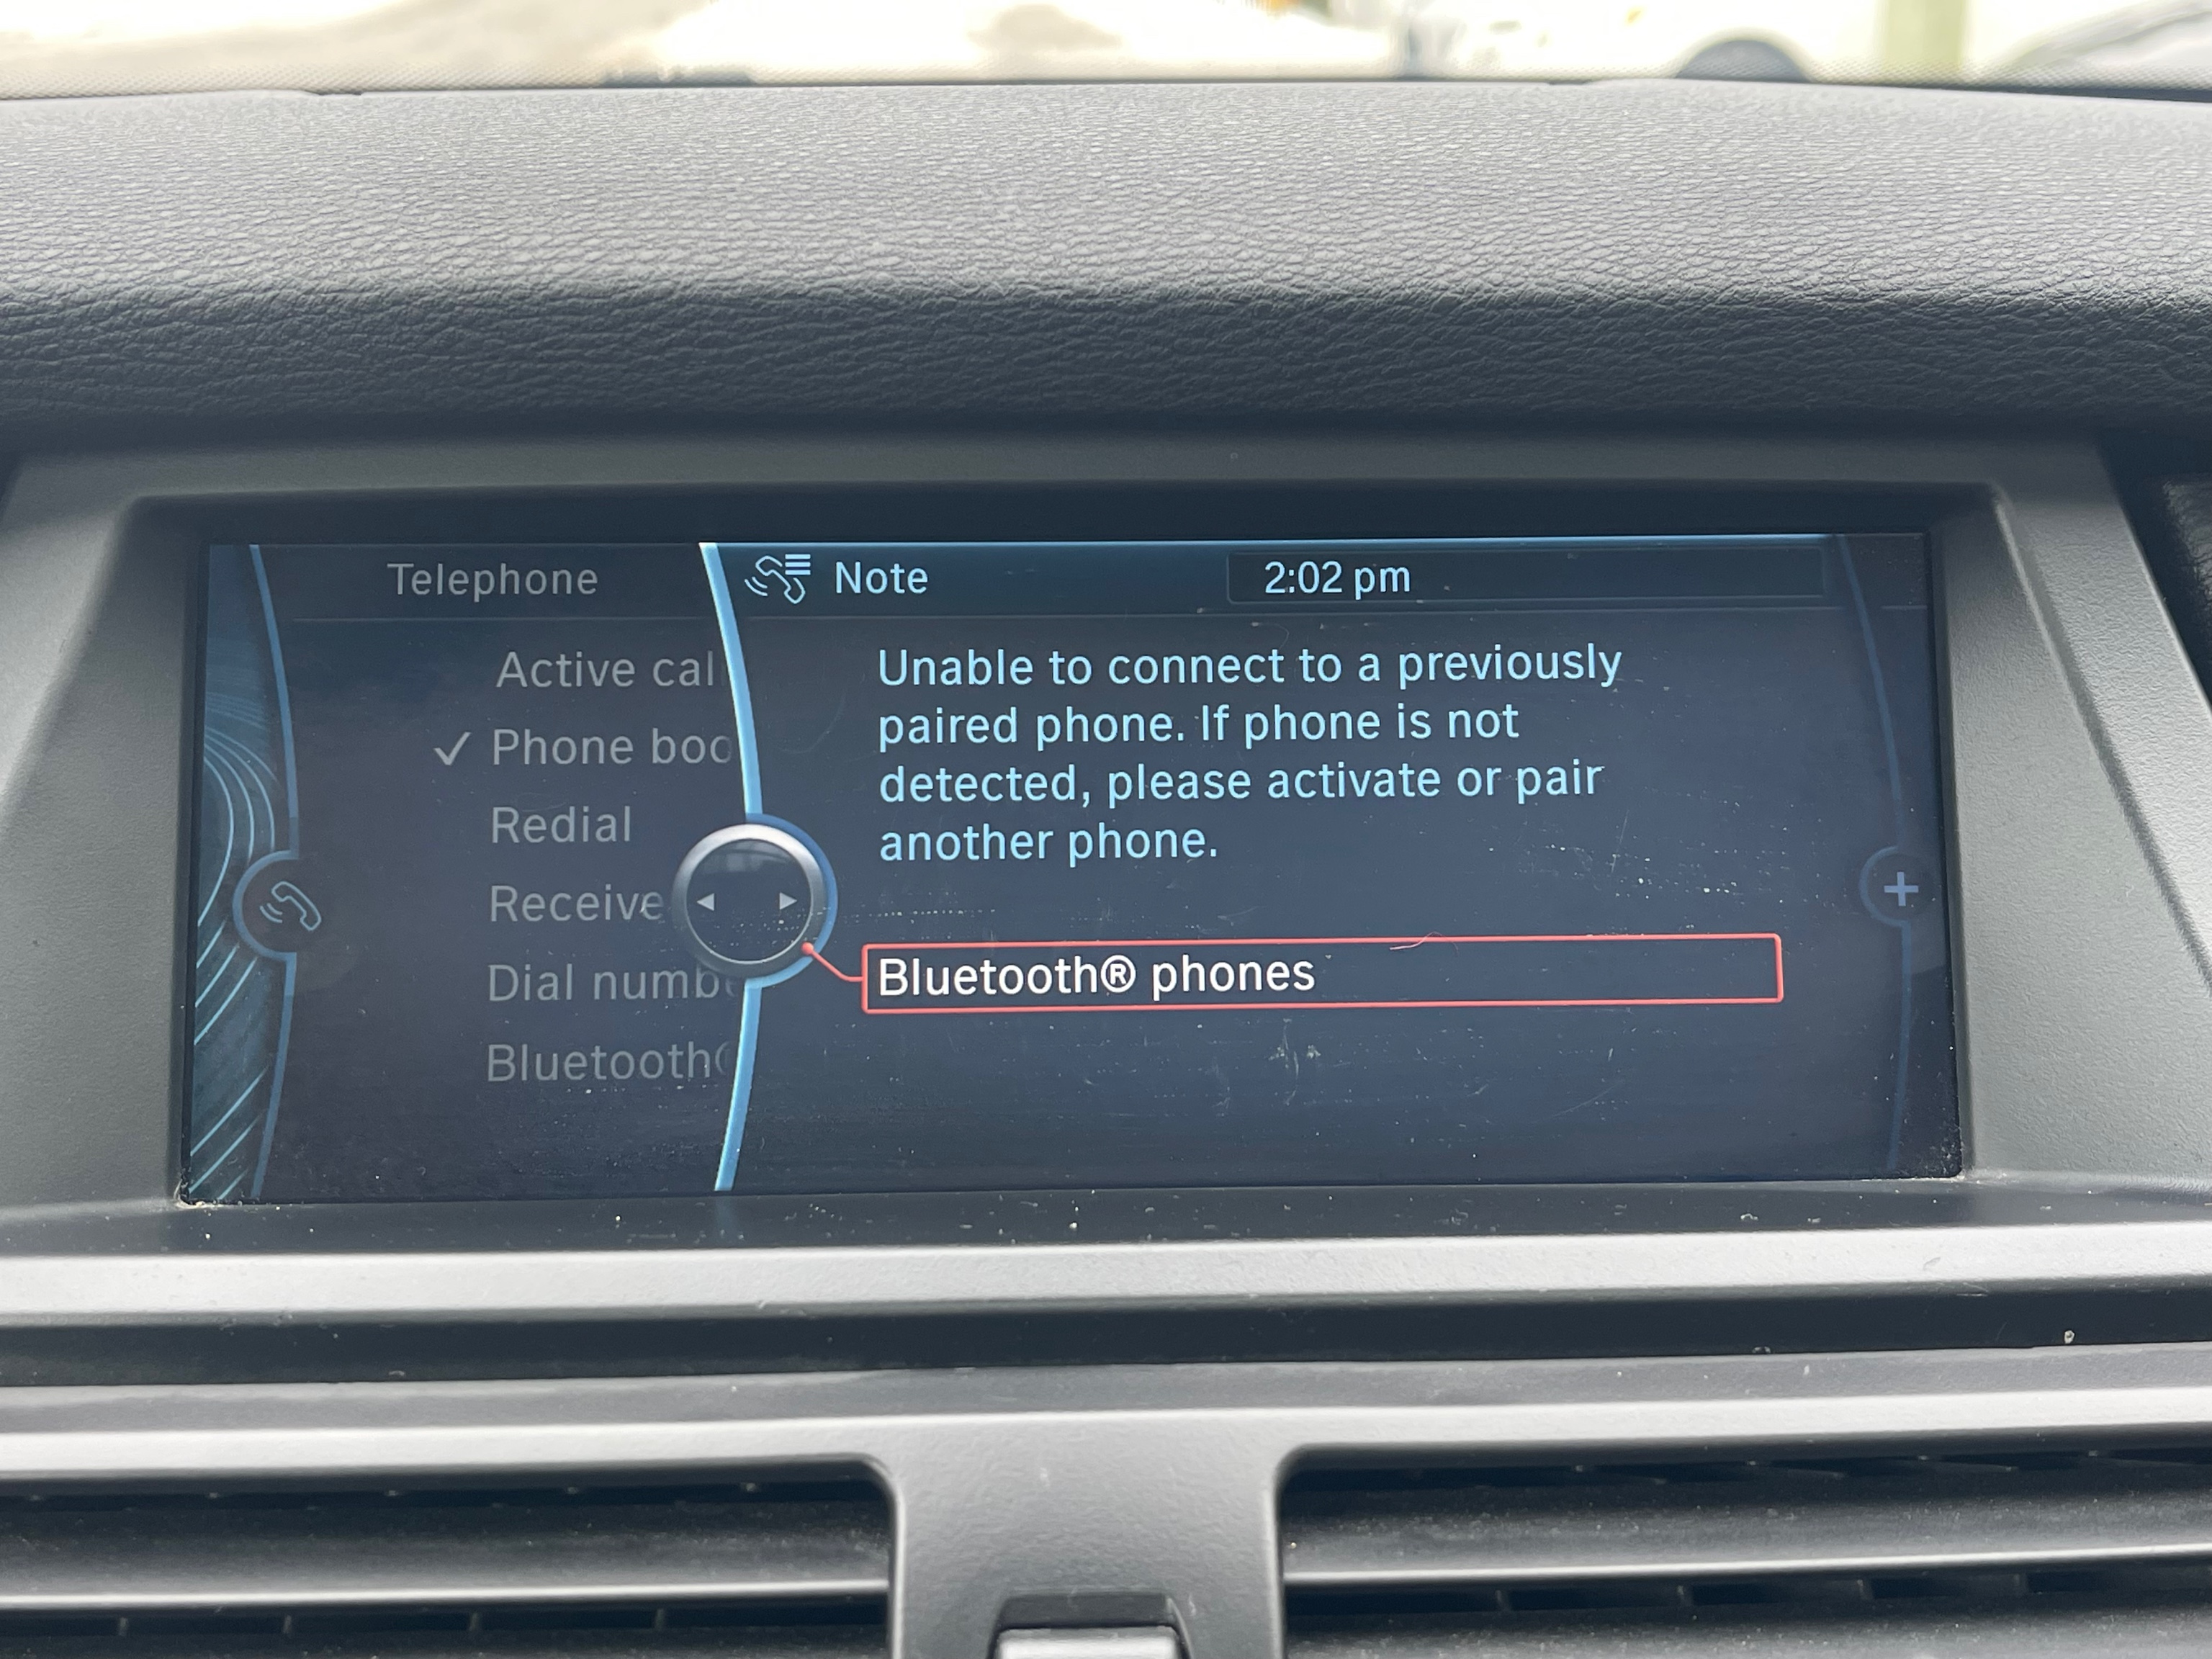 Telephone
Note
2:02 pm
Active cal
Phone boo
Redial
Receive
Dial numb
Bluetooth®
Unable to connect to a previously
paired phone. If phone is not
detected, please activate or pair
another phone.
Bluetooth® phones